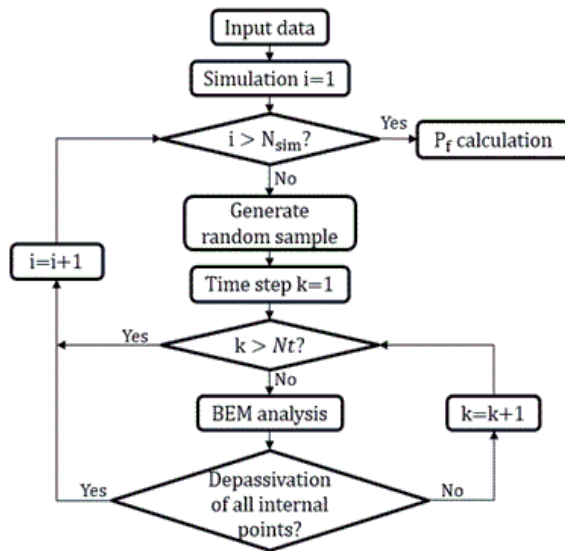 Input data
Simulation i=1
i > Nsim?
Yes
Pf calculation
No
Generate
random sample
i=i+1
Time step k=1
Yes
k > Nt?
No
BEM analysis
k=k+1
Yes
Depassivation
of all internal
points?
No